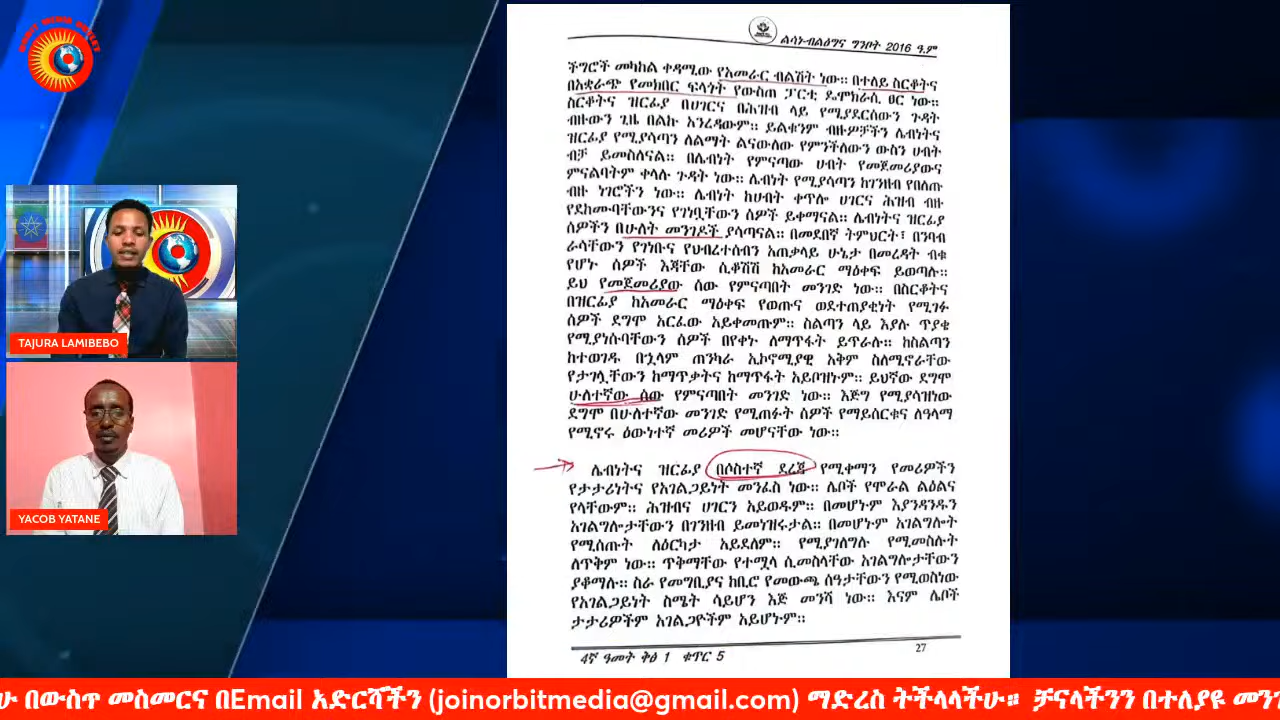 ORBIT MEDIA OUTLET
TAJURA LAMIBEBO
YACOB YATANE
ልሳነ-ብልፅግና ግንቦት 2016 ዓ.ም
ችግሮች መካከል ቀዳሚው የአመራር ብልሽት ነው። በተለይ ስርቆትና
በአቋራጭ የመክበር ፍላጎት የውስጠ ፓርቲ ዴሞክራሲ ፀር ነው።
ስርቆትና ዝርፊያ በሀገርና በሕዝብ ላይ የሚያደርሰውን ጉዳት
ብዙውን ጊዜ በልኩ አንረዳውም። ይልቁንም ብዙዎቻችን ሌብነትና
ዝርፊያ የሚያሳጣን ለልማት ልናውለው የምንችለውን ውስን ሀብት
ብቻ ይመስለናል። በሌብነት የምናጣው ሀብት የመጀመሪያውና
ምናልባትም ቀላሉ ጉዳት ነው። ሌብነት የሚያሳጣን ከገንዘብ የበለጡ
ብዙ ነገሮችን ነው። ሌብነት ከሀብት ቀጥሎ ሀገርና ሕዝብ ብዙ
የደከሙባቸውንና የገነቧቸውን ሰዎች ይቀማናል። ሌብነትና ዝርፊያ
ሰዎችን በሁለት መንገዶች ያሳጣናል። በመደበኛ ትምህርት፣ በንባብ
ራሳቸውን የገነቡና የህብረተሰብን አጠቃላይ ሁኔታ በመረዳት ብቁ
የሆኑ ሰዎች እጃቸው ሲቆሽሽ ከአመራር ማዕቀፍ ይወጣሉ።
ይህ የመጀመሪያው ሰው የምናጣበት መንገድ ነው። በስርቆትና
በዝርፊያ ከአመራር ማዕቀፍ የወጡና ወደተጠያቂነት የሚገፉ
ሰዎች ደግሞ አርፈው አይቀመጡም። ስልጣን ላይ እያሉ ጥያቄ
የሚያነሱባቸውን ሰዎች በየቀኑ ለማጥፋት ይጥራሉ። ከስልጣን
ከተወገዱ በኋላም ጠንካራ ኢኮኖሚያዊ አቅም ስለሚኖራቸው
የታገሏቸውን ከማጥቃትና ከማጥፋት አይቦዝኑም። ይህኛው ደግሞ
ሁለተኛው ሰው የምናጣበት መንገድ ነው። እጅግ የሚያሳዝነው
ደግሞ በሁለተኛው መንገድ የሚጠፉት ሰዎች የማይሰርቁና ለዓላማ
የሚኖሩ ዕውነተኛ መሪዎች መሆናቸው ነው።
ሌብነትና ዝርፊያ በሶስተኛ ደረጃ የሚቀማን የመሪዎችን
የታታሪነትና የአገልጋይነት መንፈስ ነው። ሌቦች የሞራል ልዕልና
የላቸውም። ሕዝብና ሀገርን አይወዱም። በመሆኑም እያንዳንዱን
አገልግሎታቸውን በገንዘብ ይመነዝሩታል። በመሆኑም አገልግሎት
የሚሰጡት ለዕርካታ አይደለም። የሚያገለግሉ የሚመስሉት
ለጥቅም ነው። ጥቅማቸው የተሟላ ሲመስላቸው አገልግሎታቸውን
ያቆማሉ። ስራ የመግቢያና ከቢሮ የመውጫ ሰዓታቸውን የሚወስነው
የአገልጋይነት ስሜት ሳይሆን እጅ መንሻ ነው። እናም ሌቦች
ታታሪዎችም አገልጋዮችም አይሆኑም።
4ኛ ዓመት ቅፅ 1 ቁጥር 5
27
ሁ በውስጥ መስመርና በEmail አድርሻችን (joinorbitmedia@gmail.com) ማድረስ ትችላላችሁ። ቻናላችንን በተለያዩ መንገ